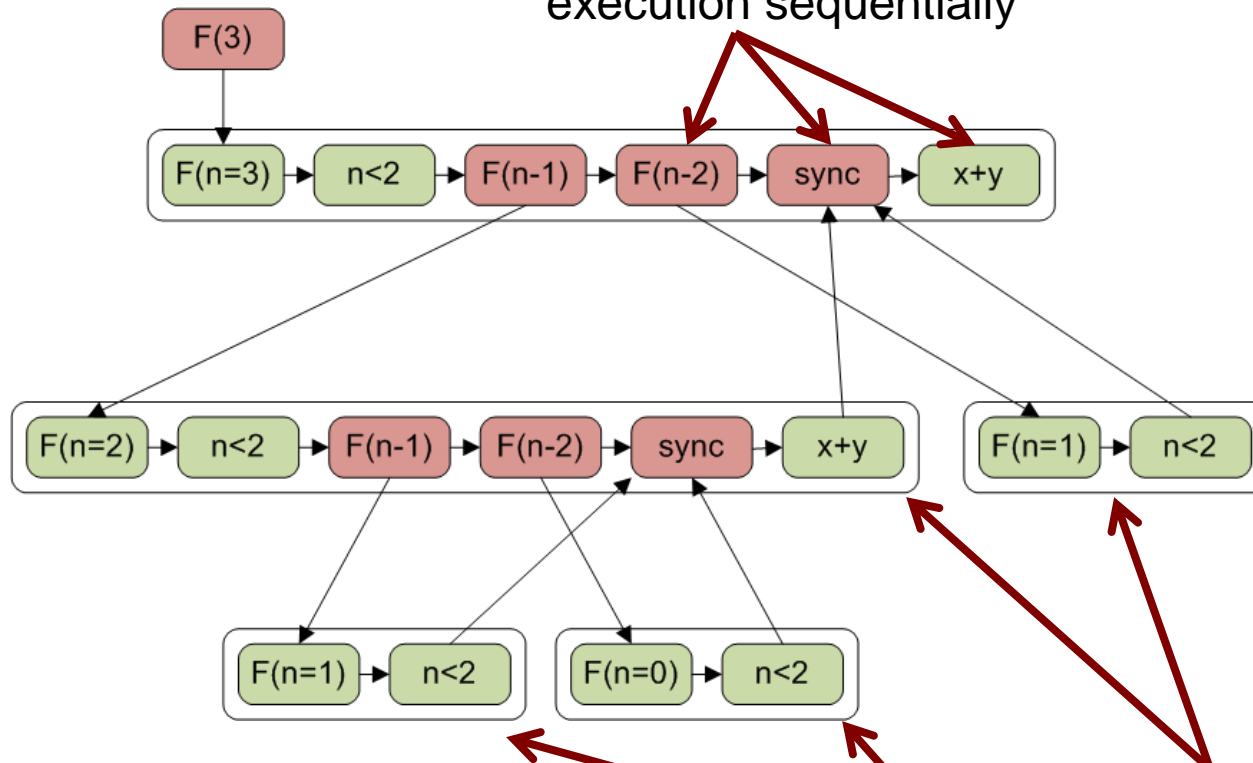 execution sequentially
F(3)
F(n=3) n<2 F(n-1) F(n-2) sync x+y
F(n=2) n<2 F(n-1) F(n-2) sync x+y F(n=1) n<2
F(n=1) n<2 F(n=0) n<2